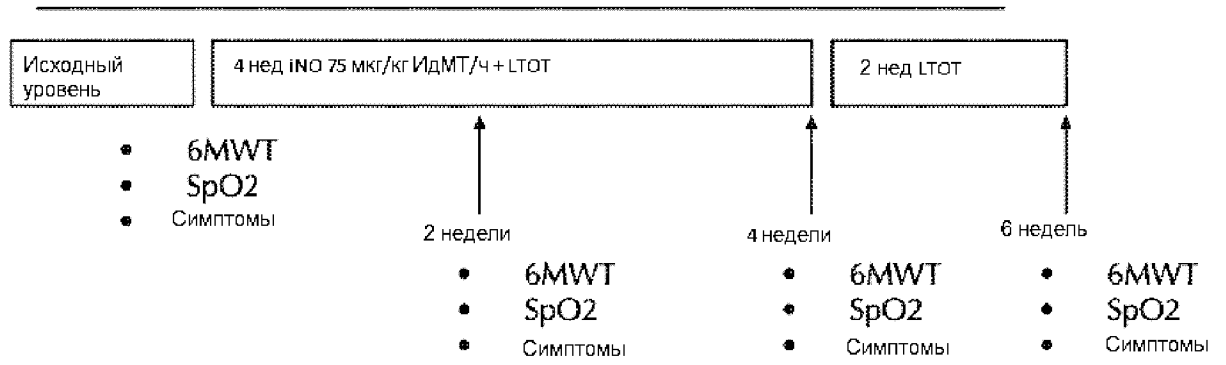 Исходный
уровень
4 нед iNO 75 мкг/кг ИдМТ/ч + LTOT
2 нед LTOT
• 6MWT
• SpO2
• Симптомы
2 недели
• 6MWT
• SpO2
• Симптомы
4 недели
• 6MWT
• SpO2
• Симптомы
6 недель
• 6MWT
• SpO2
• Симптомы